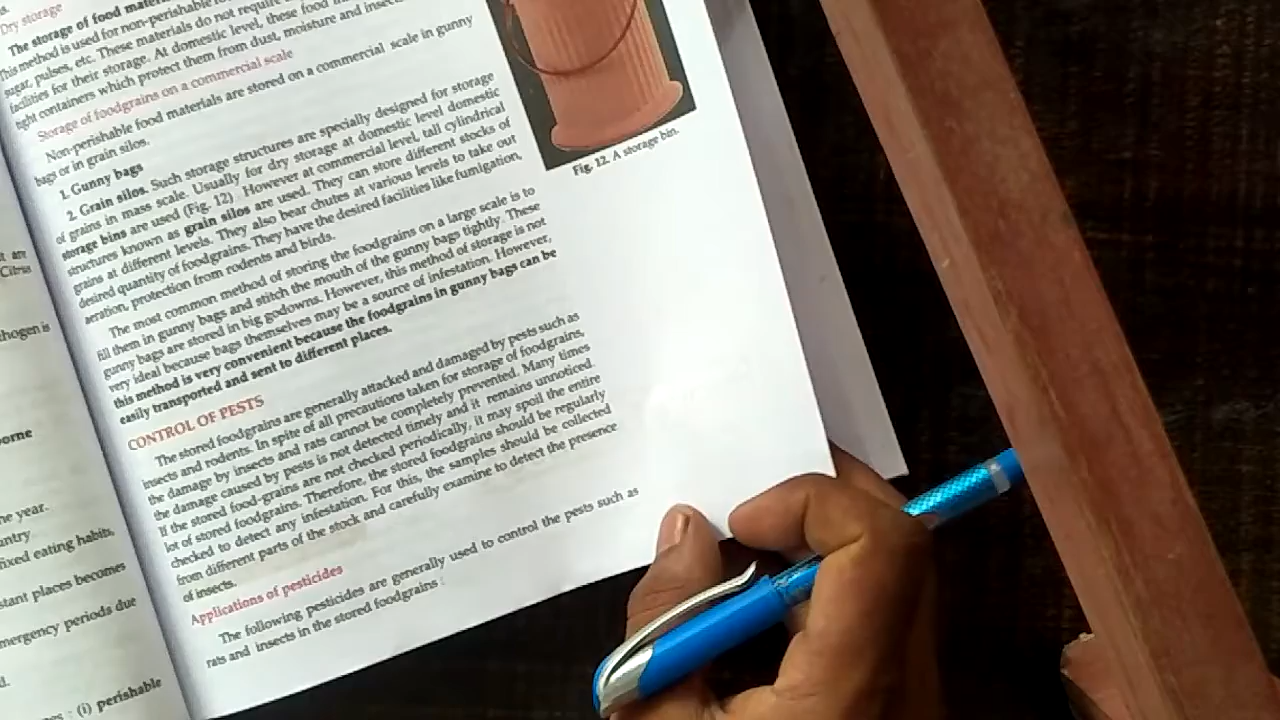 s.
t are
Citrus
thogen is
orne
he year.
untry
fixed eating habits,
stant places becomes
mergency periods due
d.
(i) perishable
Dry storage
The storage of food
This method is used for non-perishable
sugar, pulses, etc. These materials do not require
facilities for their storage. At domestic level, these food
tight containers which protect them from dust, moisture and insects
Storage of foodgrains on a commercial scale
Non-perishable food materials are stored on a commercial scale in gunny
bags or in grain silos.
1. Gunny bags
2. Grain silos. Such storage structures are specially designed for storage
of grains in mass scale. Usually for dry storage at domestic level domestic
storage bins are used (Fig. 12). However at commercial level, tall cylindrical
structures known as grain silos are used. They can store different stocks of
grains at different levels. They also bear chutes at various levels to take out
desired quantity of foodgrains. They have the desired facilities like fumigation,
aeration, protection from rodents and birds.
The most common method of storing the foodgrains on a large scale is to
fill them in gunny bags and stitch the mouth of the gunny bags tightly. These
gunny bags are stored in big godowns. However, this method of storage is not
very ideal because bags themselves may be a source of infestation. However,
this method is very convenient because the foodgrains in gunny bags can be
easily transported and sent to different places.
CONTROL OF PESTS
The stored foodgrains are generally attacked and damaged by pests such as
insects and rodents. In spite of all precautions taken for storage of foodgrains,
the damage by insects and rats cannot be completely prevented. Many times
the damage caused by pests is not detected timely and it remains unnoticed.
If the stored food-grains are not checked periodically, it may spoil the entire
lot of stored foodgrains. Therefore, the stored foodgrains should be regularly
checked to detect any infestation. For this, the samples should be collected
from different parts of the stock and carefully examine to detect the presence
of insects.
Applications of pesticides
The following pesticides are generally used to control the pests such as
rats and insects in the stored foodgrains :
Fig. 12. A storage bin.